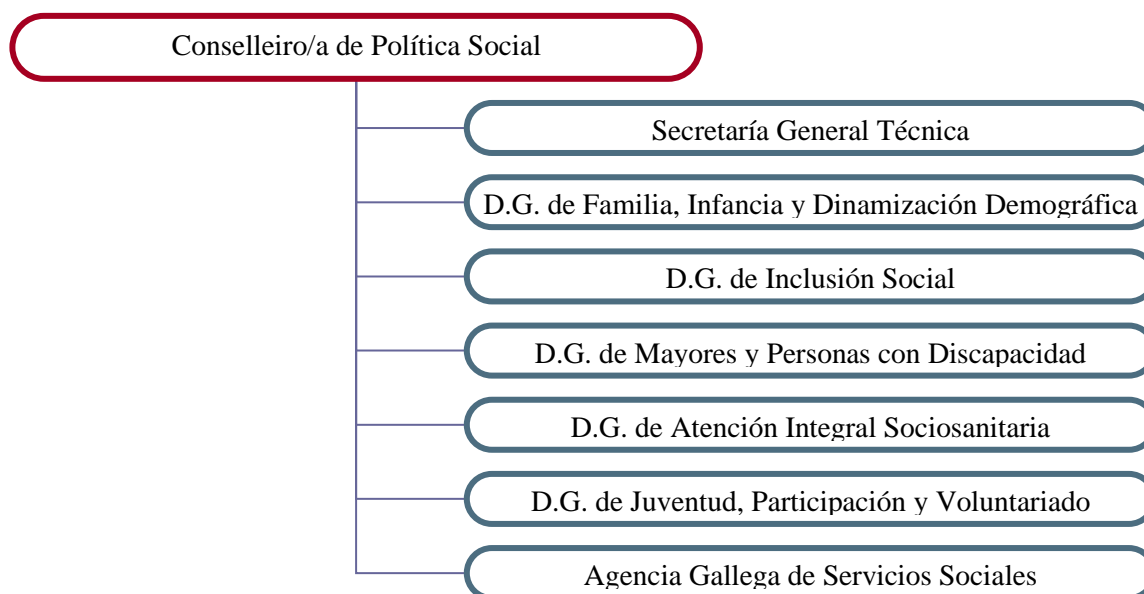 Conselleiro/a de Política Social
Secretaría General Técnica
D.G. de Familia, Infancia y Dinamización Demográfica
D.G. de Inclusión Social
D.G. de Mayores y Personas con Discapacidad
D.G. de Atención Integral Sociosanitaria
D.G. de Juventud, Participación y Voluntariado
Agencia Gallega de Servicios Sociales